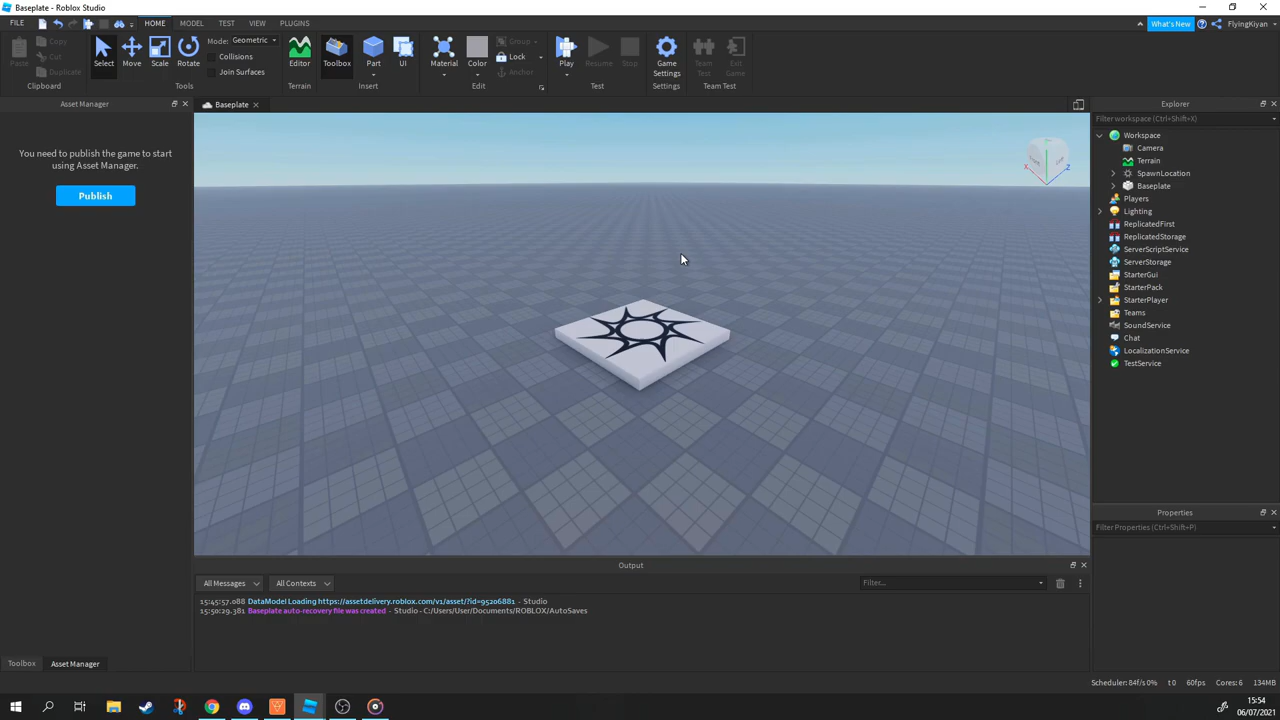 Baseplate - Roblox Studio
FILE HOME MODEL TEST VIEW PLUGINS What's New FlyingKiyan
Paste Copy Cut Duplicate Clipboard
Select Move Scale Rotate Mode: Geometric Collisions Join Surfaces Tools
Editor Terrain
Toolbox Part UI Insert
Material Color Group Lock Anchor Edit
Play Resume Stop Test
Game Settings Settings
Team Test Exit Game Team Test
Asset Manager
You need to publish the game to start
using Asset Manager.
Publish
Toolbox Asset Manager
Baseplate
X Z
Explorer
Filter workspace (Ctrl+Shift+X)
Workspace
Camera
Terrain
SpawnLocation
Baseplate
Players
Lighting
ReplicatedFirst
ReplicatedStorage
ServerScriptService
ServerStorage
StarterGui
StarterPack
StarterPlayer
Teams
SoundService
Chat
LocalizationService
TestService
Properties
Filter Properties (Ctrl+Shift+P)
Output
All Messages All Contexts Filter...
15:45:57.088 DataModel Loading https://assetdelivery.roblox.com/v1/asset/?id=95206881 - Studio
15:50:29.381 Baseplate auto-recovery file was created - Studio - C:/Users/User/Documents/ROBLOX/AutoSaves
Scheduler: 84f/s 0% t 0 60fps Cores: 6 134MB
15:54
06/07/2021